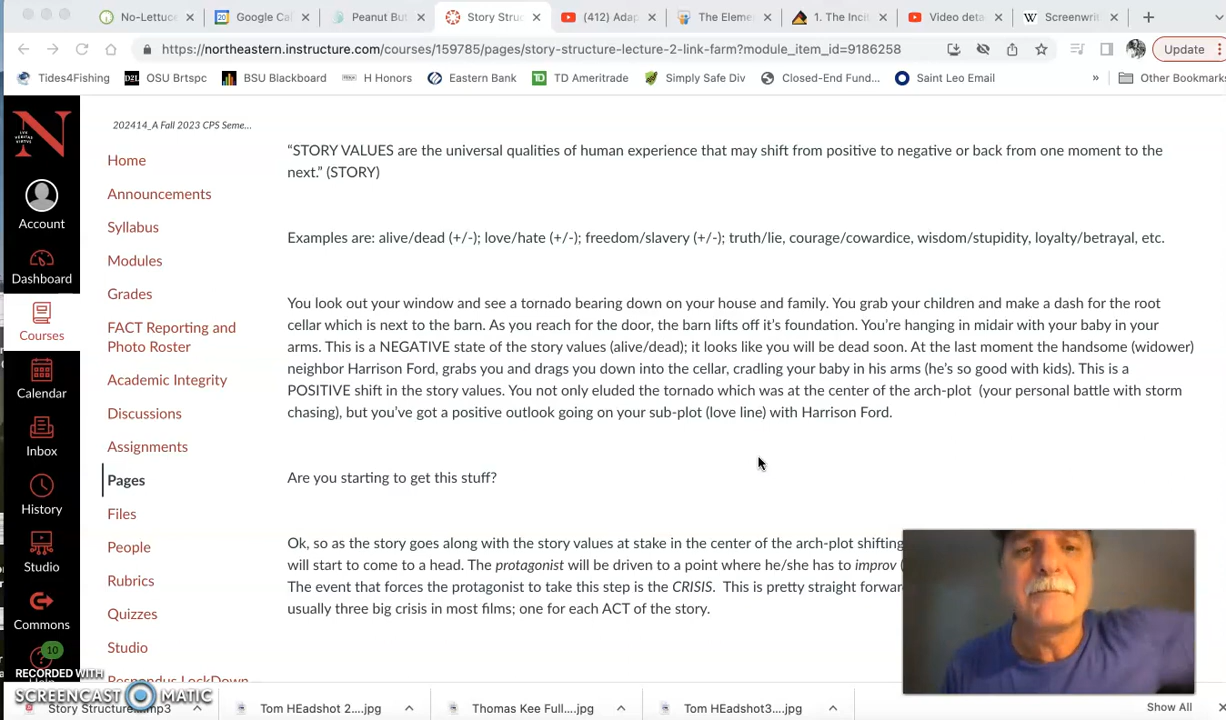 No-Lettuce
Google Cal
Peanut But
Story Struc
(412) Adap
The Eleme
1. The Incit
Video deta
Screenwrit
https://northeastern.instructure.com/courses/159785/pages/story-structure-lecture-2-link-farm?module_item_id=9186258
Update
Tides4Fishing
D2L OSU Brtspc
BSU Blackboard
H Honors
Eastern Bank
TD Ameritrade
Simply Safe Div
Closed-End Fun...
Saint Leo Email
»
Other Bookmarks
N
Account
Dashboard
Courses
Calendar
Inbox
History
Studio
Commons
10
202414_A Fall 2023 CPS Seme...
Home
Announcements
Syllabus
Modules
Grades
FACT Reporting and
Photo Roster
Academic Integrity
Discussions
Assignments
Pages
Files
People
Rubrics
Quizzes
Studio
Respondus LockDown
“STORY VALUES are the universal qualities of human experience that may shift from positive to negative or back from one moment to the
next.” (STORY)
Examples are: alive/dead (+/-); love/hate (+/-); freedom/slavery (+/-); truth/lie, courage/cowardice, wisdom/stupidity, loyalty/betrayal, etc.
You look out your window and see a tornado bearing down on your house and family. You grab your children and make a dash for the root
cellar which is next to the barn. As you reach for the door, the barn lifts off it’s foundation. You’re hanging in midair with your baby in your
arms. This is a NEGATIVE state of the story values (alive/dead); it looks like you will be dead soon. At the last moment the handsome (widower)
neighbor Harrison Ford, grabs you and drags you down into the cellar, cradling your baby in his arms (he’s so good with kids). This is a
POSITIVE shift in the story values. You not only eluded the tornado which was at the center of the arch-plot (your personal battle with storm
chasing), but you’ve got a positive outlook going on your sub-plot (love line) with Harrison Ford.
Are you starting to get this stuff?
Ok, so as the story goes along with the story values at stake in the center of the arch-plot shifting
will start to come to a head. The protagonist will be driven to a point where he/she has to improv (
The event that forces the protagonist to take this step is the CRISIS. This is pretty straight forward
usually three big crisis in most films; one for each ACT of the story.
RECORDED WITH
SCREENCAST MATIC
Story Structure....mp3
Tom HEadshot 2....jpg
Thomas Kee Full....jpg
Tom HEadshot3....jpg
Show All